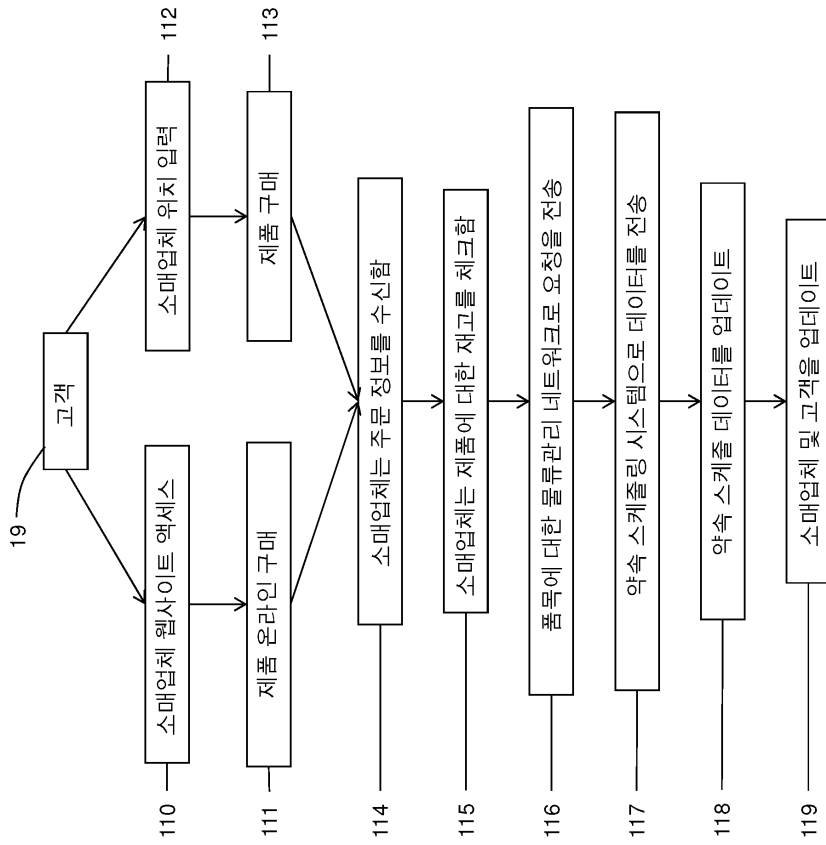 19
고객
110
소매업체 웹사이트 액세스
소매업체 위치 입력
112
111
제품 온라인 구매
제품 구매
113
114
소매업체는 주문 정보를 수신함
115
소매업체는 제품에 대한 재고를 체크함
116
품목에 대한 물류관리 네트워크로 요청을 전송
117
약속 스케줄링 시스템으로 데이터를 전송
118
약속 스케줄 데이터를 업데이트
119
소매업체 및 고객을 업데이트